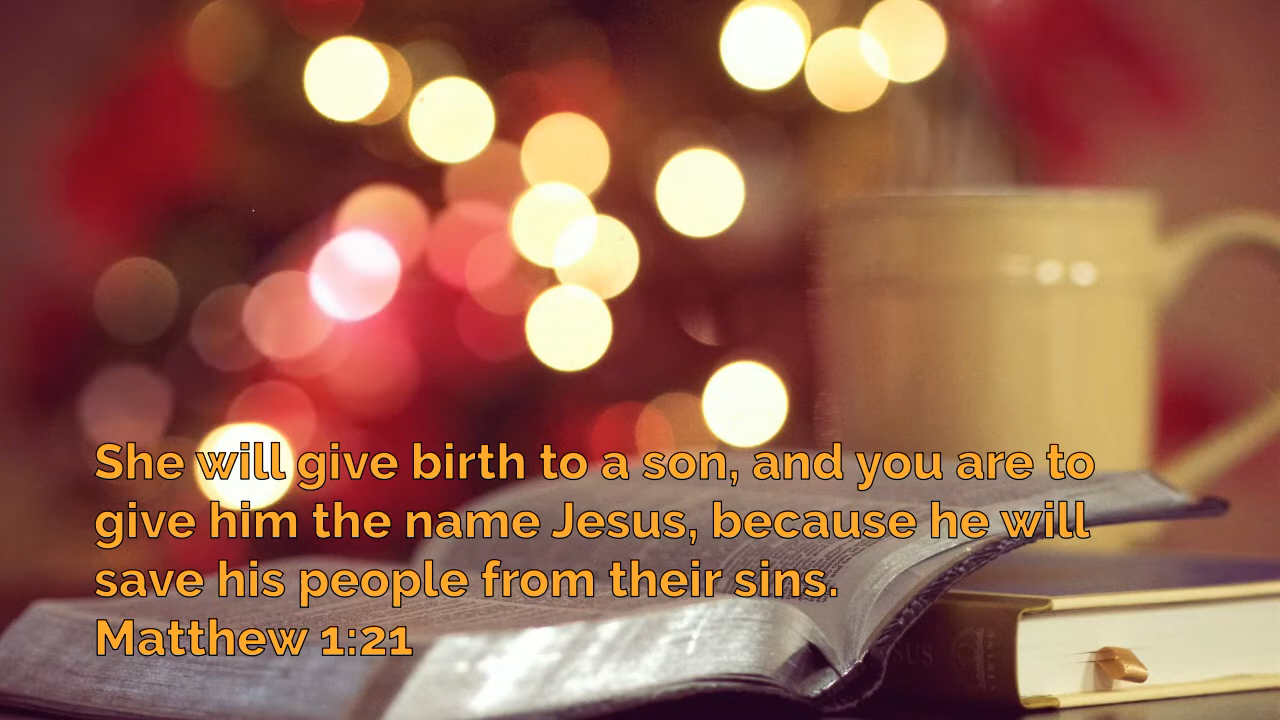 She will give birth to a son, and you are to
give him the name Jesus, because he will
save his people from their sins.
Matthew 1:21